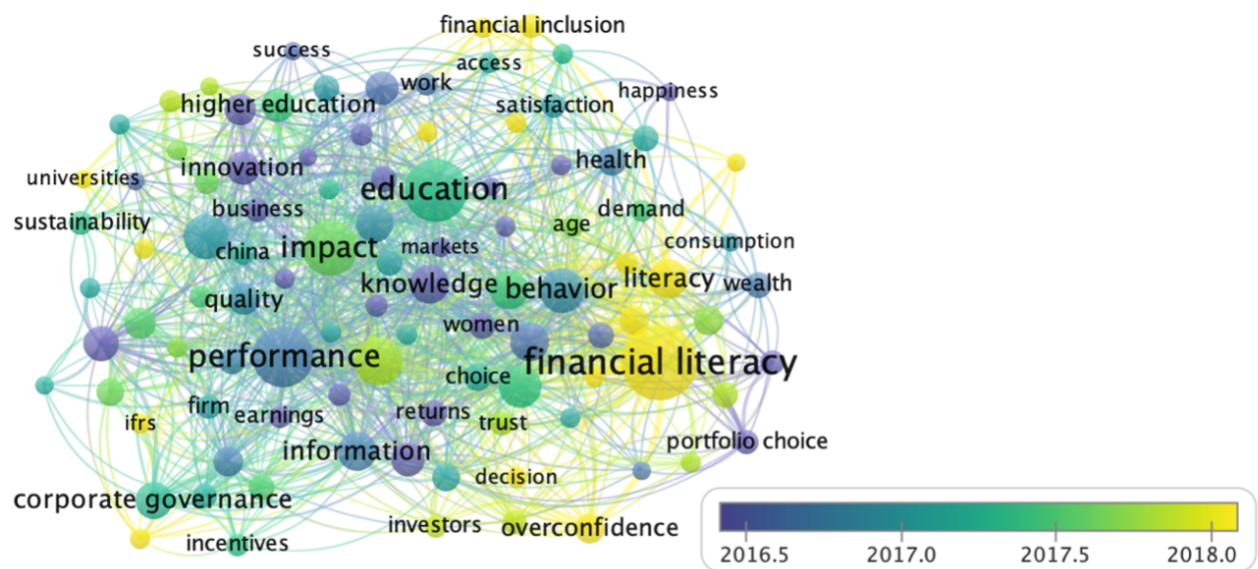 financial inclusion
success
access
work
happiness
higher education
satisfaction
innovation
health
universities
education
business
demand
sustainability
age
china
impact
markets
consumption
knowledge
behavior
literacy
wealth
quality
women
performance
financial literacy
choice
firm
earnings
returns
ifrs
trust
information
portfolio choice
decision
corporate governance
investors
overconfidence
incentives
2016.5 2017.0 2017.5 2018.0